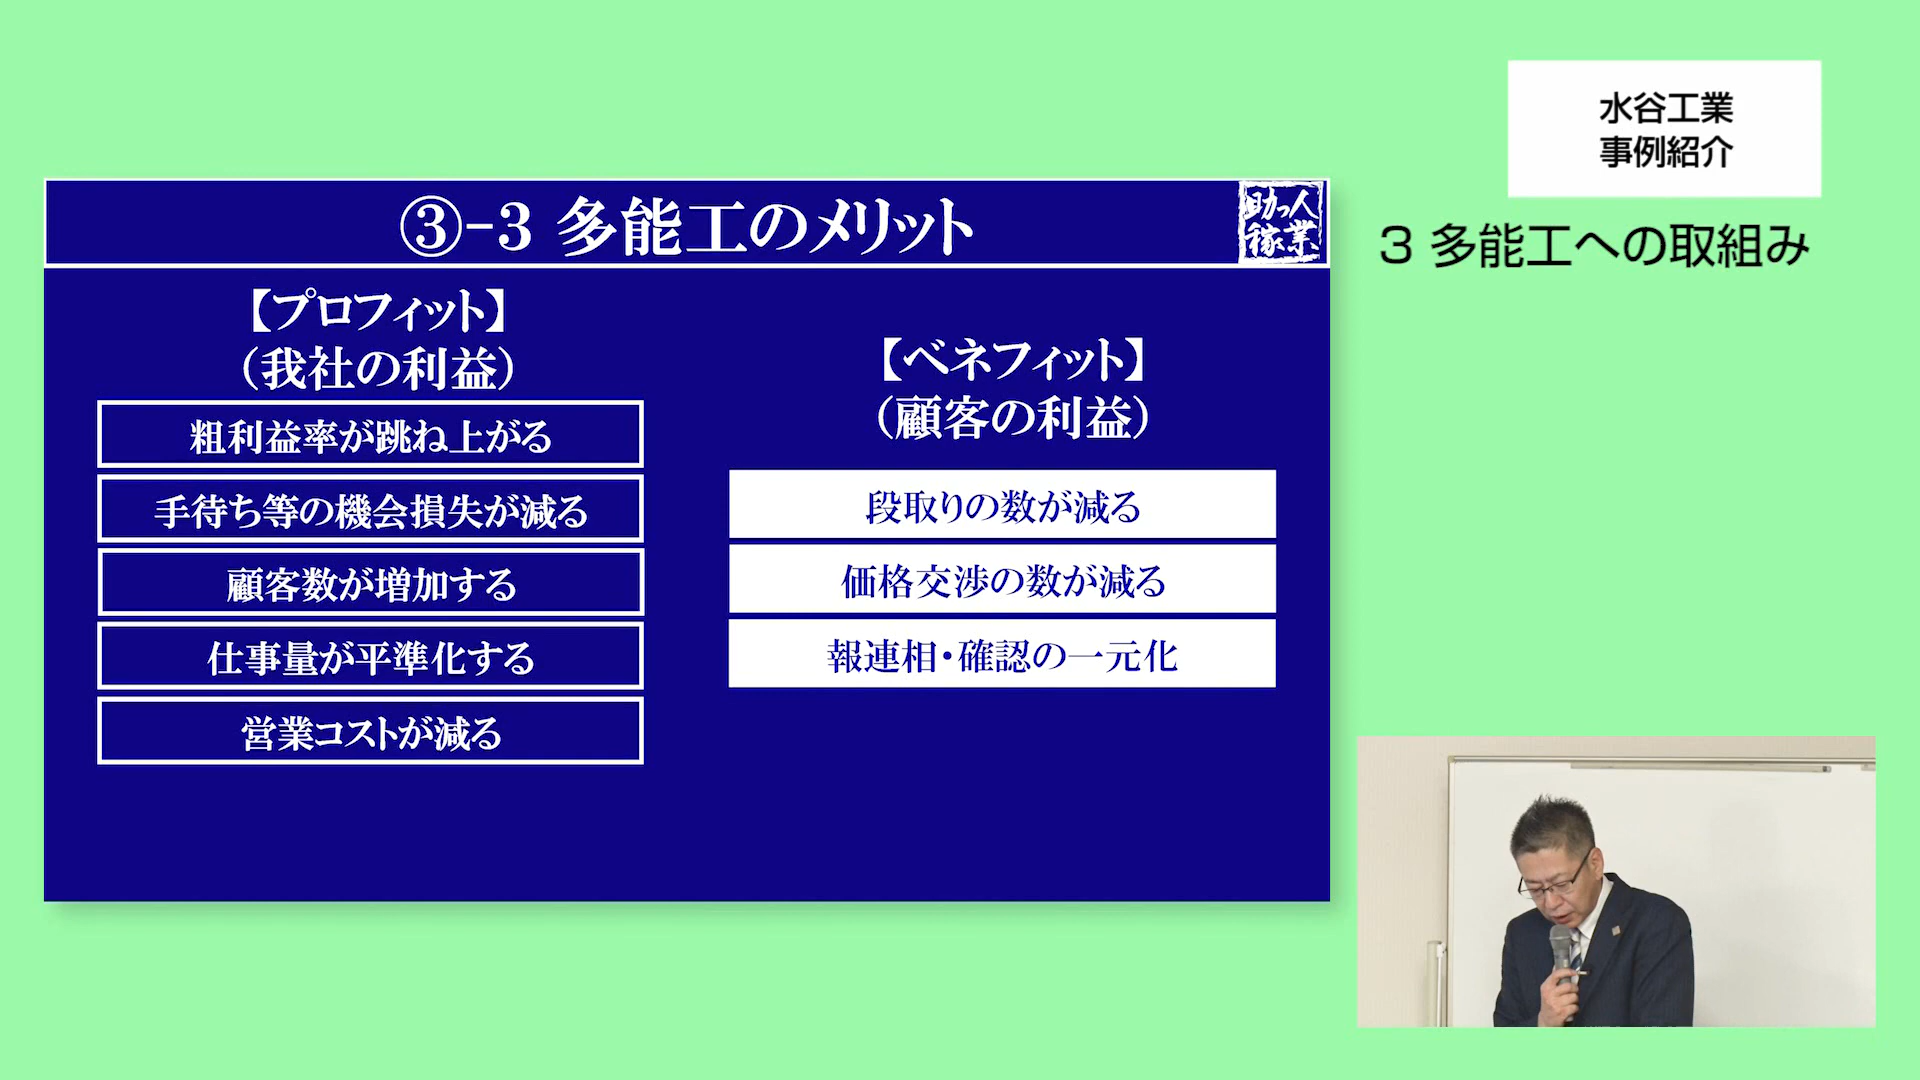 水谷工業
事例紹介
3 多能工への取組み
③-3 多能工のメリット
助っ人
稼業
【プロフィット】
（我社の利益）
粗利益率が跳ね上がる
手待ち等の機会損失が減る
顧客数が増加する
仕事量が平準化する
営業コストが減る
【ベネフィット】
（顧客の利益）
段取りの数が減る
価格交渉の数が減る
報連相・確認の一元化